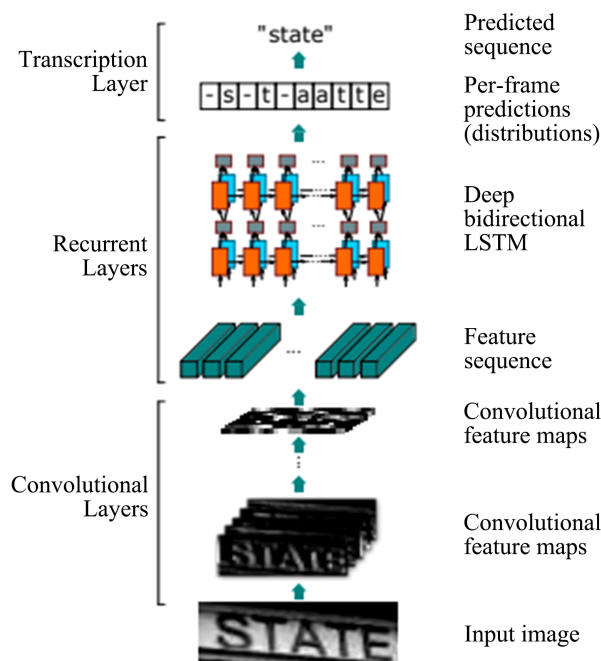 "state"
Predicted
sequence
Transcription
Layer
-s-t-aatte
Per-frame
predictions
(distributions)
Deep
bidirectional
LSTM
Recurrent
Layers
Feature
sequence
...
Convolutional
feature maps
Convolutional
Layers
STATE
Convolutional
feature maps
STATE
Input image